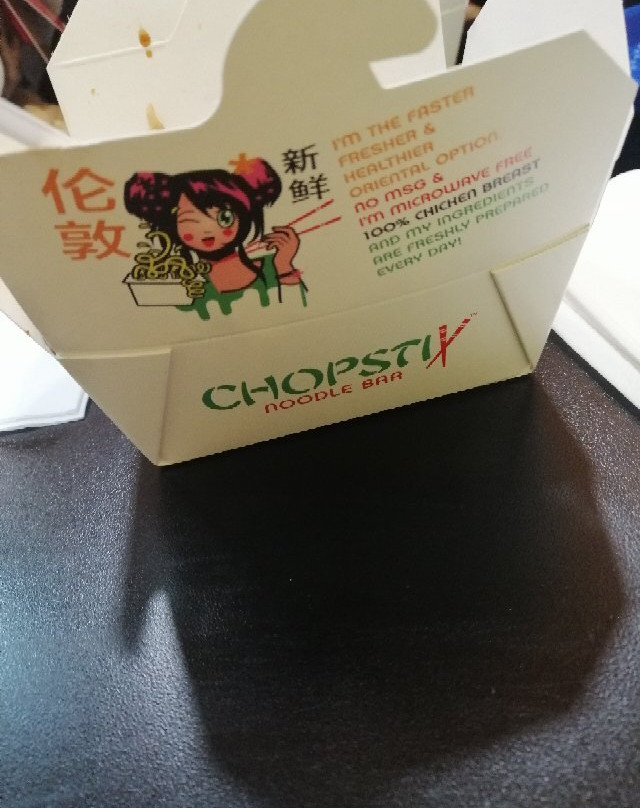 伦敦
新鲜
I'M THE FASTER
FRESHER &
HEALTHIER
ORIENTAL OPTION.
NO MSG &
I'M MICROWAVE FREE
100% CHICKEN BREAST
AND MY INGREDIENTS
ARE FRESHLY PREPARED
EVERY DAY!
CHOPSTIX™
NOODLE BAR